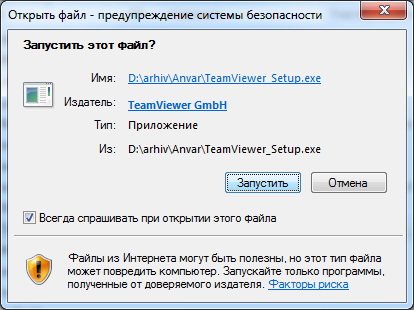 Открыть файл - предупреждение системы безопасности
Запустить этот файл?
Имя: D:\arhiv\Anvar\TeamViewer_Setup.exe
Издатель: TeamViewer GmbH
Тип: Приложение
Из: D:\arhiv\Anvar\TeamViewer_Setup.exe
Запустить Отмена
Всегда спрашивать при открытии этого файла
Файлы из Интернета могут быть полезны, но этот тип файла
может повредить компьютер. Запускайте только программы,
полученные от доверяемого издателя. Факторы риска